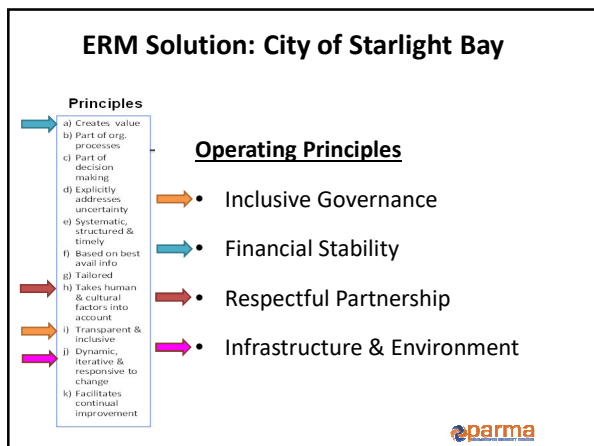 ERM Solution: City of Starlight Bay
Principles
a) Creates value
b) Part of org.
processes
c) Part of
decision
making
d) Explicitly
addresses
uncertainty
e) Systematic,
structured &
timely
f) Based on best
avail info
g) Tailored
h) Takes human
& cultural
factors into
account
i) Transparent &
inclusive
j) Dynamic,
iterative &
responsive to
change
k) Facilitates
continual
improvement
Operating Principles
• Inclusive Governance
• Financial Stability
• Respectful Partnership
• Infrastructure & Environment
parma